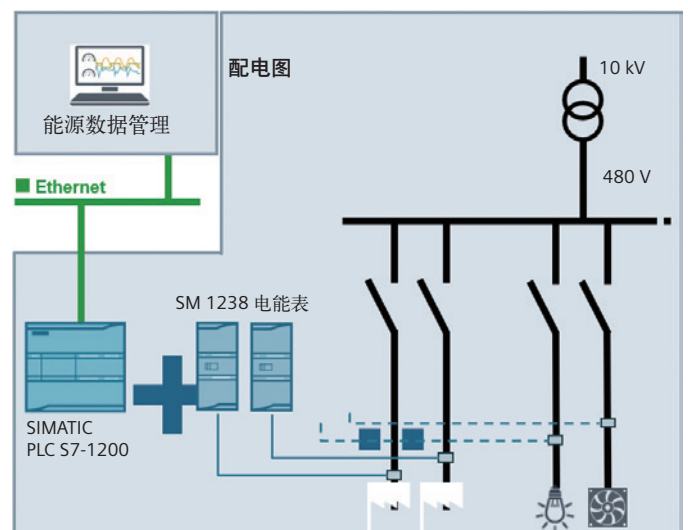 配电图
能源数据管理
10 kV
480 V
Ethernet
SM 1238 电能表
SIMATIC
PLC S7-1200